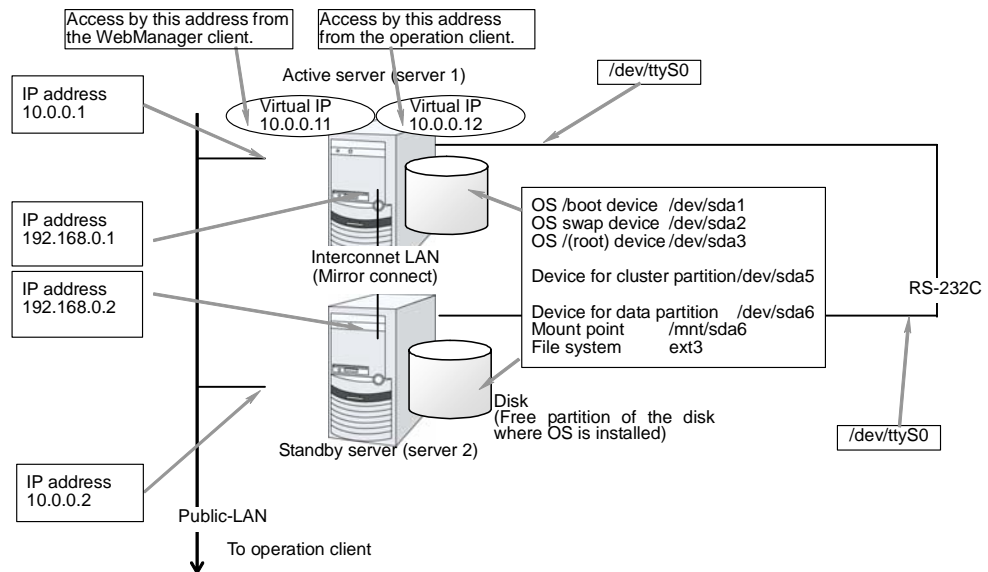 Access by this address from
the WebManager client.
Access by this address
from the operation client.
Active server (server 1)
/dev/ttyS0
IP address
10.0.0.1
Virtual IP
10.0.0.11
Virtual IP
10.0.0.12
IP address
192.168.0.1
OS /boot device /dev/sda1
OS swap device /dev/sda2
OS /(root) device /dev/sda3
Device for cluster partition/dev/sda5
Device for data partition /dev/sda6
Mount point /mnt/sda6
File system ext3
Interconnet LAN
(Mirror connect)
IP address
192.168.0.2
RS-232C
Disk
(Free partition of the disk
where OS is installed)
/dev/ttyS0
Standby server (server 2)
IP address
10.0.0.2
Public-LAN
To operation client